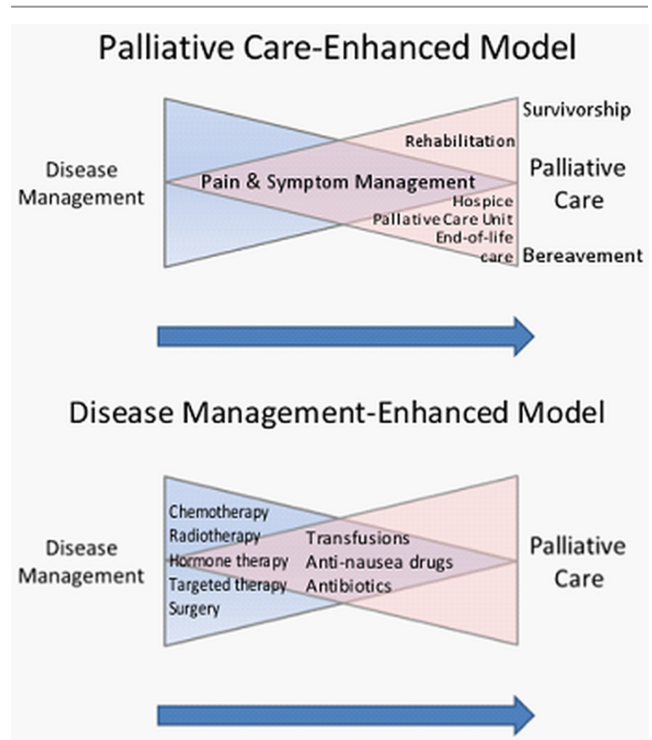 Palliative Care-Enhanced Model
Survivorship
Rehabilitation
Disease
Management
Pain & Symptom Management
Palliative
Care
Hospice
Pallative Care Unit
End-of-life
care
Bereavement
Disease Management-Enhanced Model
Disease
Management
Chemotherapy
Radiotherapy
Hormone therapy
Targeted therapy
Surgery
Transfusions
Anti-nausea drugs
Antibiotics
Palliative
Care